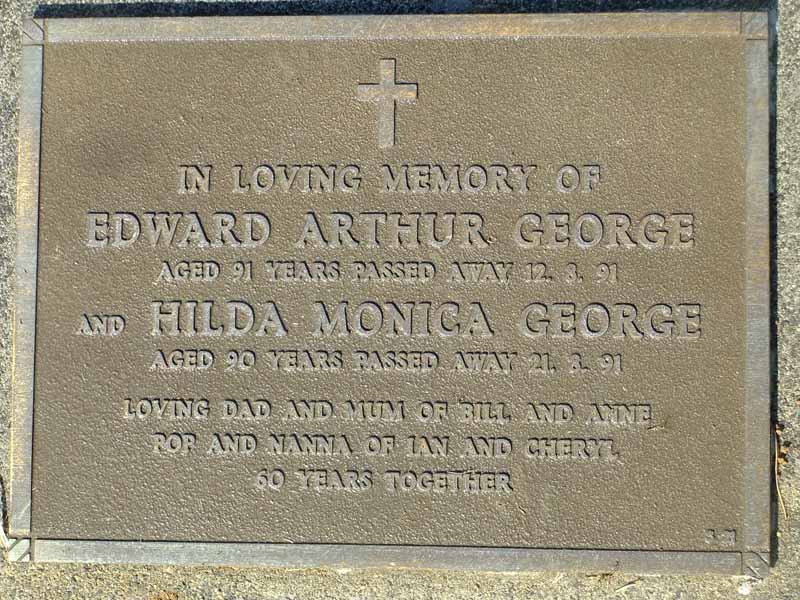 IN LOVING MEMORY OF
EDWARD ARTHUR GEORGE
AGED 91 YEARS PASSED AWAY 12. 3. 91
AND HILDA MONICA GEORGE
AGED 90 YEARS PASSED AWAY 21. 3. 91
LOVING DAD AND MUM OF BILL AND ANNE
POP AND NANNA OF IAN AND CHERYL
60 YEARS TOGETHER